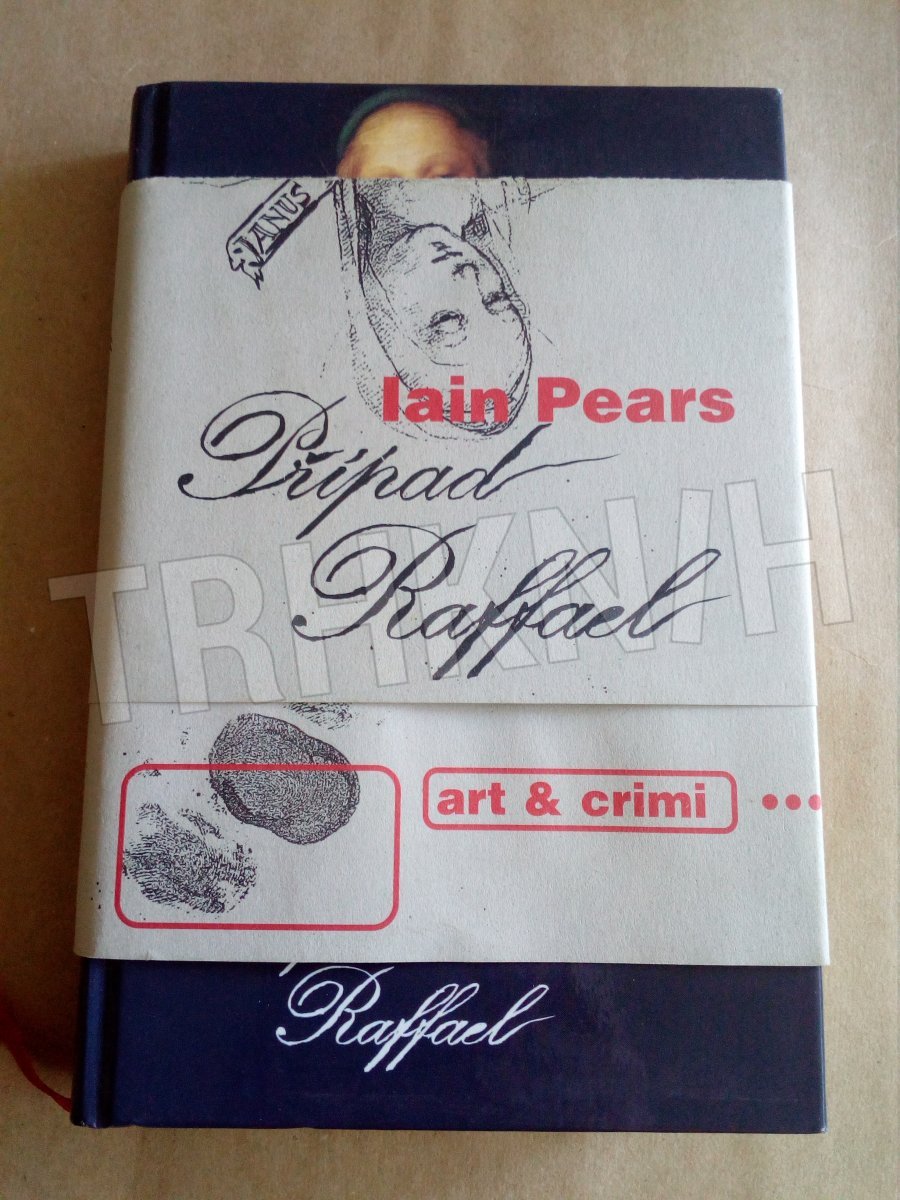 JANUS
Iain Pears
Případ
Raffael
TRHKNIH
art & crimi •••
Raffael